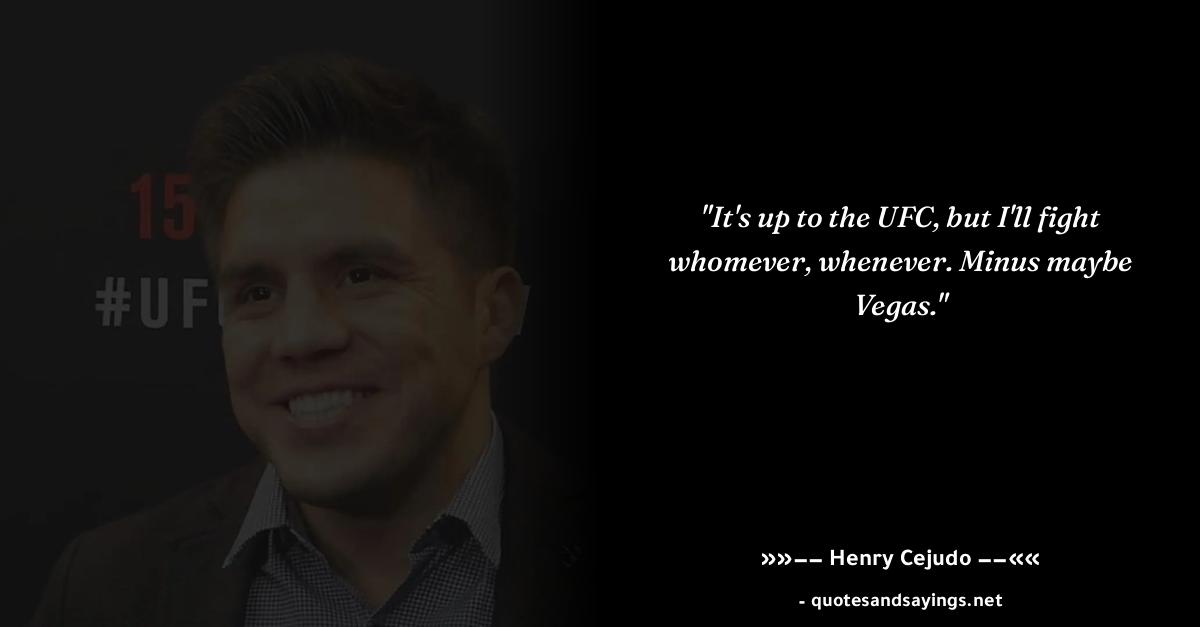 15
#UF
"It's up to the UFC, but I'll fight
whomever, whenever. Minus maybe
Vegas."
»»—— Henry Cejudo ——««
- quotesandsayings.net